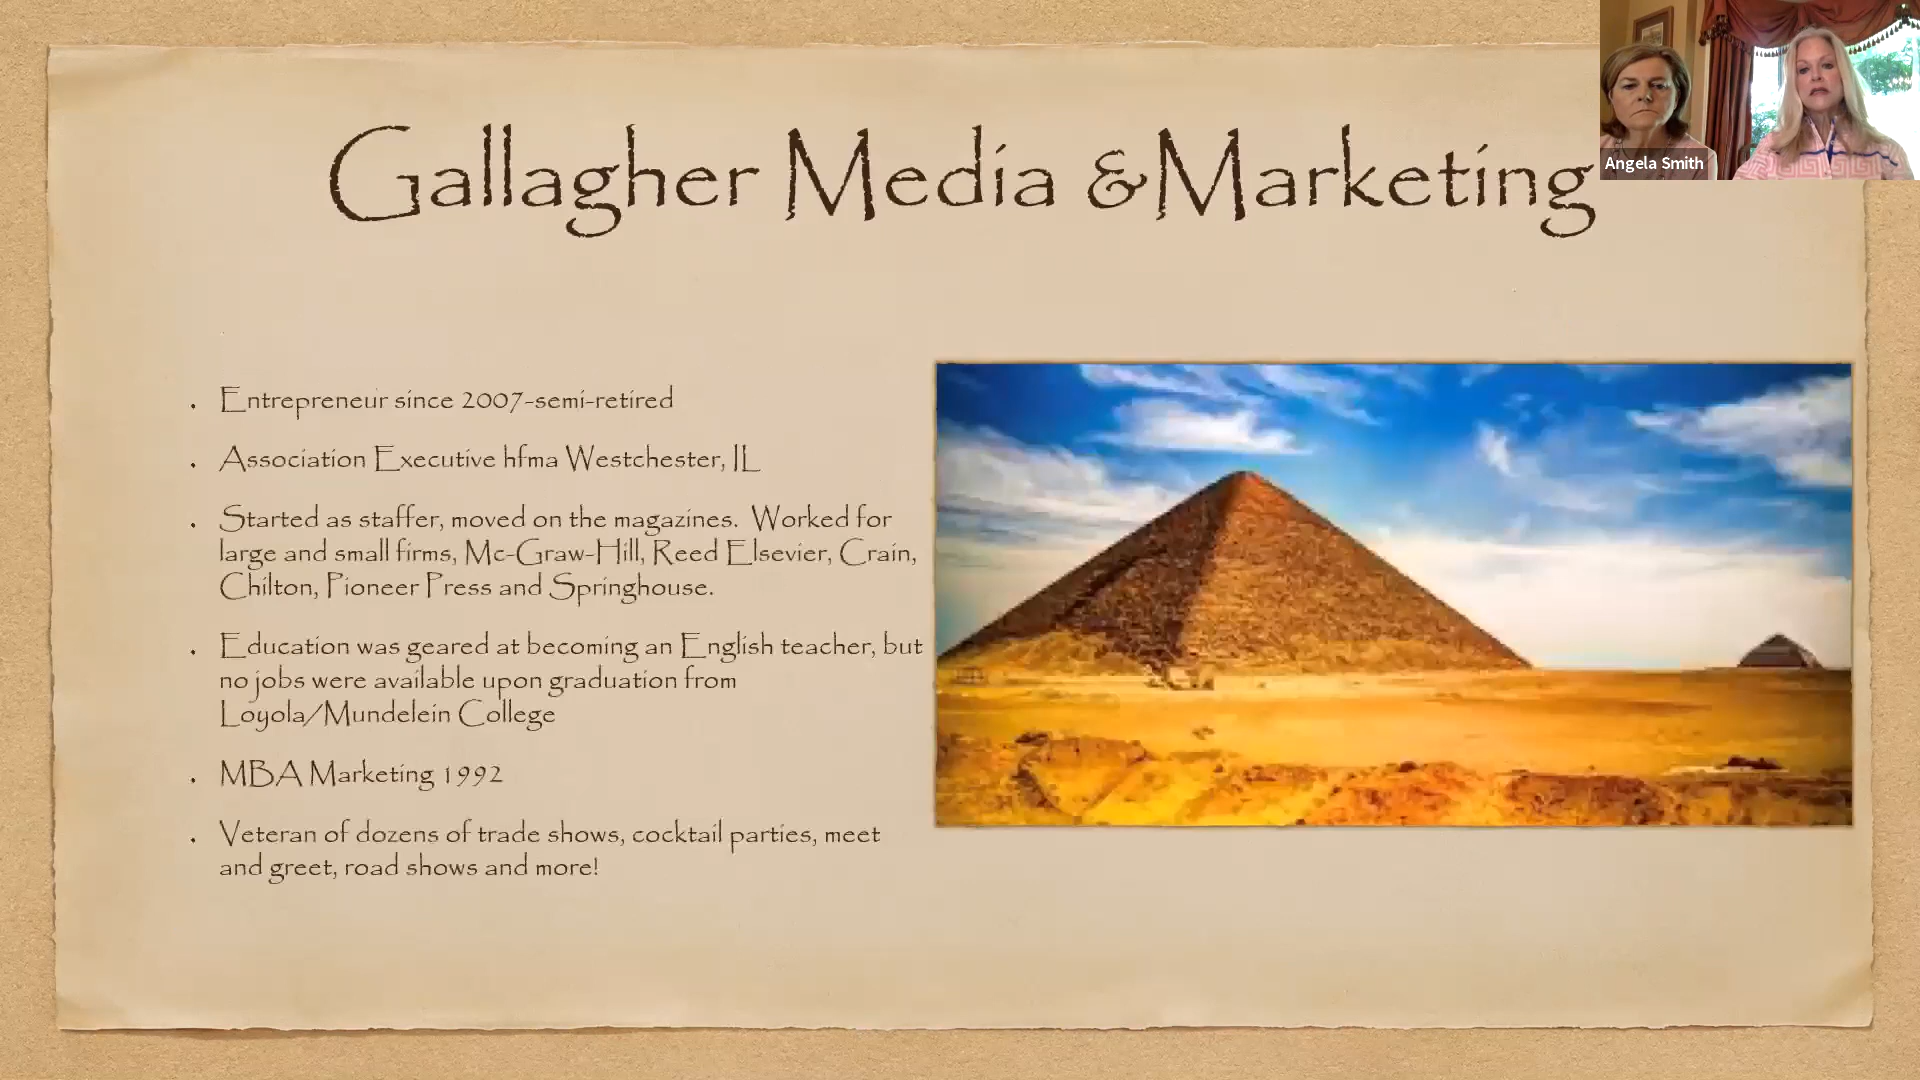 Gallagher Media &Marketing
Angela Smith
. Entrepreneur since 2007-semi-retired
. Association Executive hfma Westchester, IL
. Started as staffer, moved on the magazines. Worked for
large and small firms, Mc-Graw-Hill, Reed Elsevier, Crain,
Chilton, Pioneer Press and Springhouse.
. Education was geared at becoming an English teacher, but
no jobs were available upon graduation from
Loyola/Mundelein College
. MBA Marketing 1992
. Veteran of dozens of trade shows, cocktail parties, meet
and greet, road shows and more!